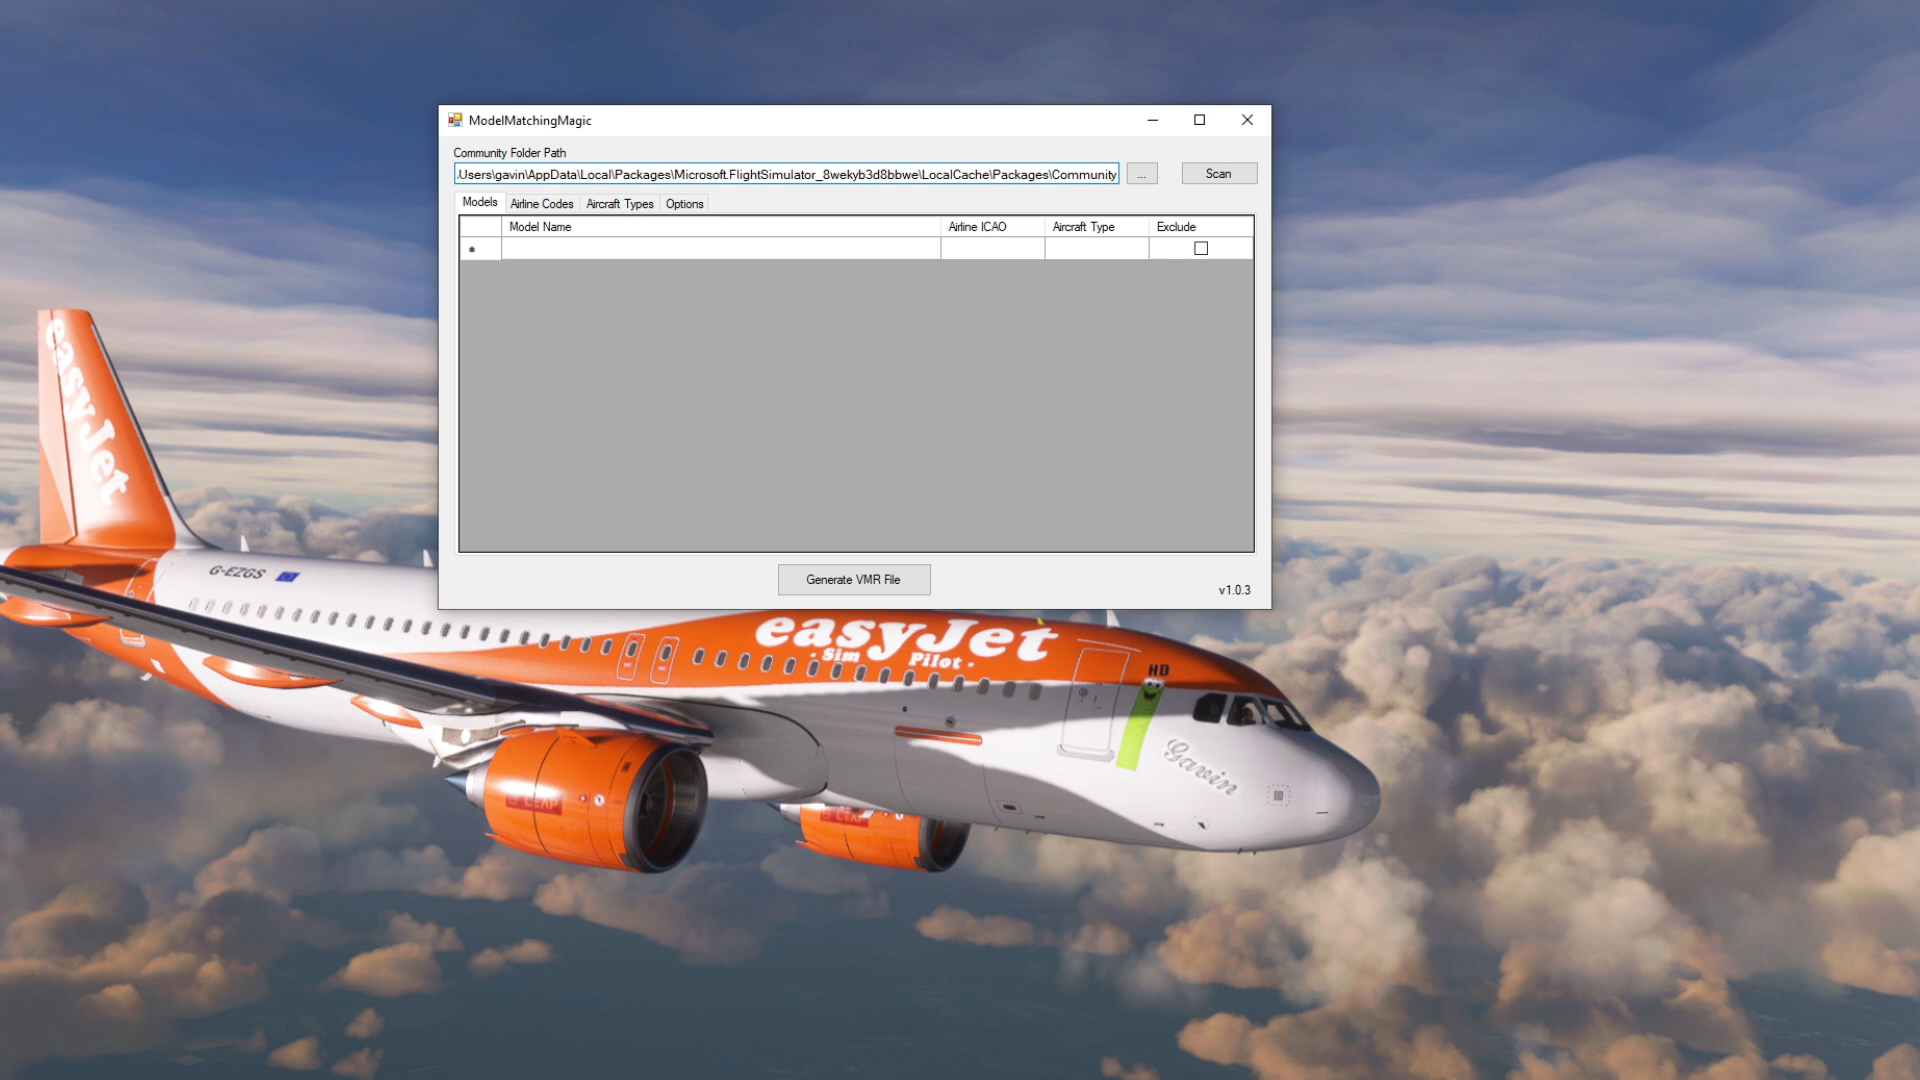 ModelMatchingMagic
Community Folder Path
.Users\gavin\AppData\Local\Packages\Microsoft.FlightSimulator_8wekyb3d8bbwe\LocalCache\Packages\Community
...
Scan
Models
Airline Codes
Aircraft Types
Options
Model Name
Airline ICAO
Aircraft Type
Exclude
*
Generate VMR File
v1.0.3
easyJet
G-EZGS
easyJet
- Sim Pilot -
HD
Gavin